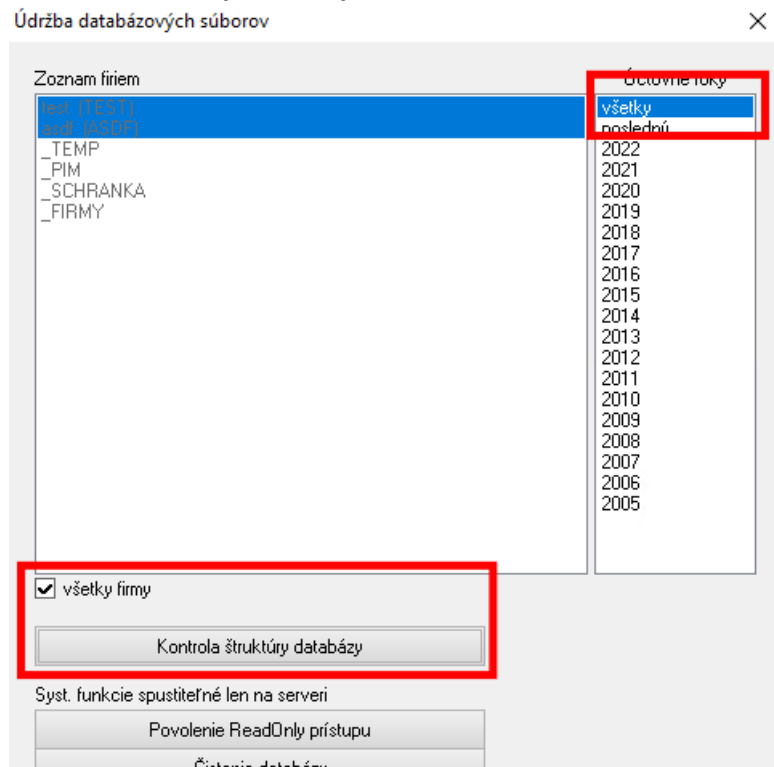 Údržba databázových súborov
Zoznam firiem
Účtovné roky
test (TEST)
asdf (ASDF)
_TEMP
_PIM
_SCHRANKA
_FIRMY
všetky
posledný
2022
2021
2020
2019
2018
2017
2016
2015
2014
2013
2012
2011
2010
2009
2008
2007
2006
2005
všetky firmy
Kontrola štruktúry databázy
Syst. funkcie spustiteľné len na serveri
Povolenie ReadOnly prístupu
Čistenie databázy